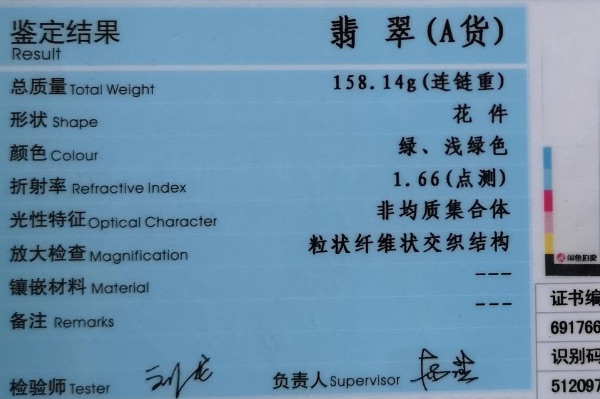 鉴定结果 翡 翠(A货)
Result
总质量 Total Weight 158.14g(连链重)
形状 Shape 花 件
颜色 Colour 绿、浅绿色
折射率 Refractive Index 1.66(点测)
光性特征 Optical Character 非均质集合体
放大检查 Magnification 粒状纤维状交织结构
镶嵌材料 Material ---
备注 Remarks ---
检验师 Tester 负责人 Supervisor
证书编
691766
识别码
512097